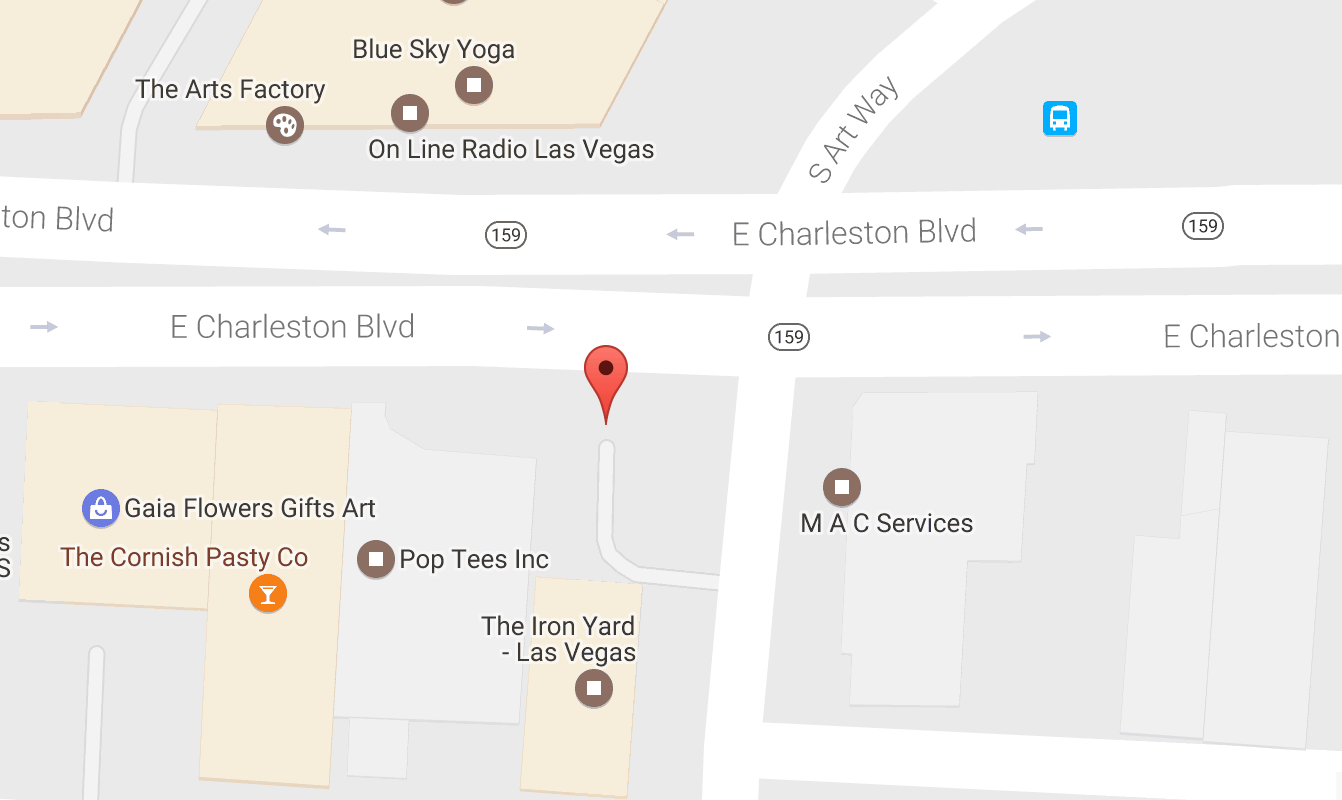 Blue Sky Yoga
The Arts Factory
On Line Radio Las Vegas
S Art Way
ton Blvd
159
E Charleston Blvd
159
E Charleston Blvd
159
E Charleston
Gaia Flowers Gifts Art
s
S
The Cornish Pasty Co
Pop Tees Inc
M A C Services
The Iron Yard
- Las Vegas